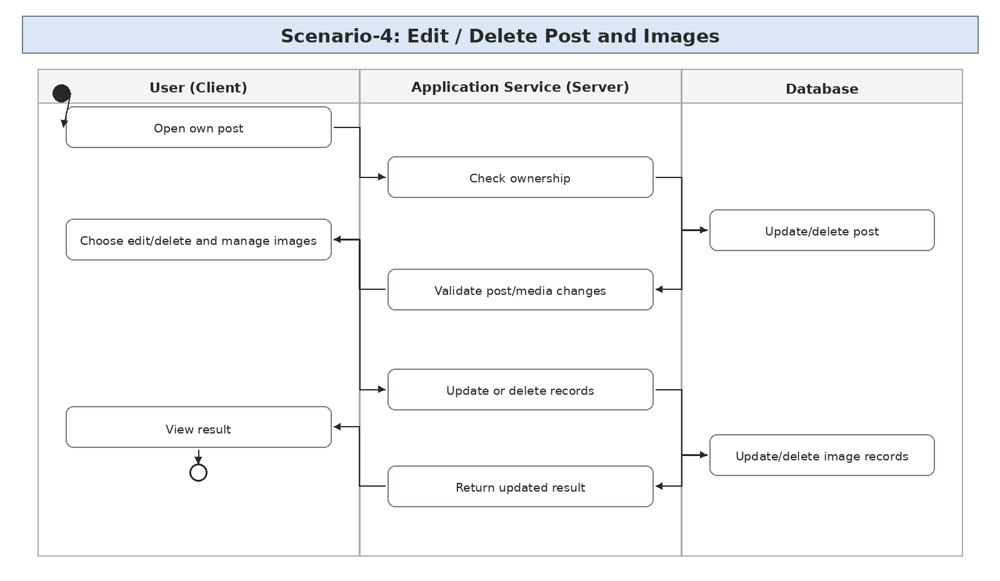 Scenario-4: Edit / Delete Post and Images
User (Client)
Application Service (Server)
Database
Open own post
Check ownership
Update/delete post
Choose edit/delete and manage images
Validate post/media changes
Update or delete records
View result
Update/delete image records
Return updated result